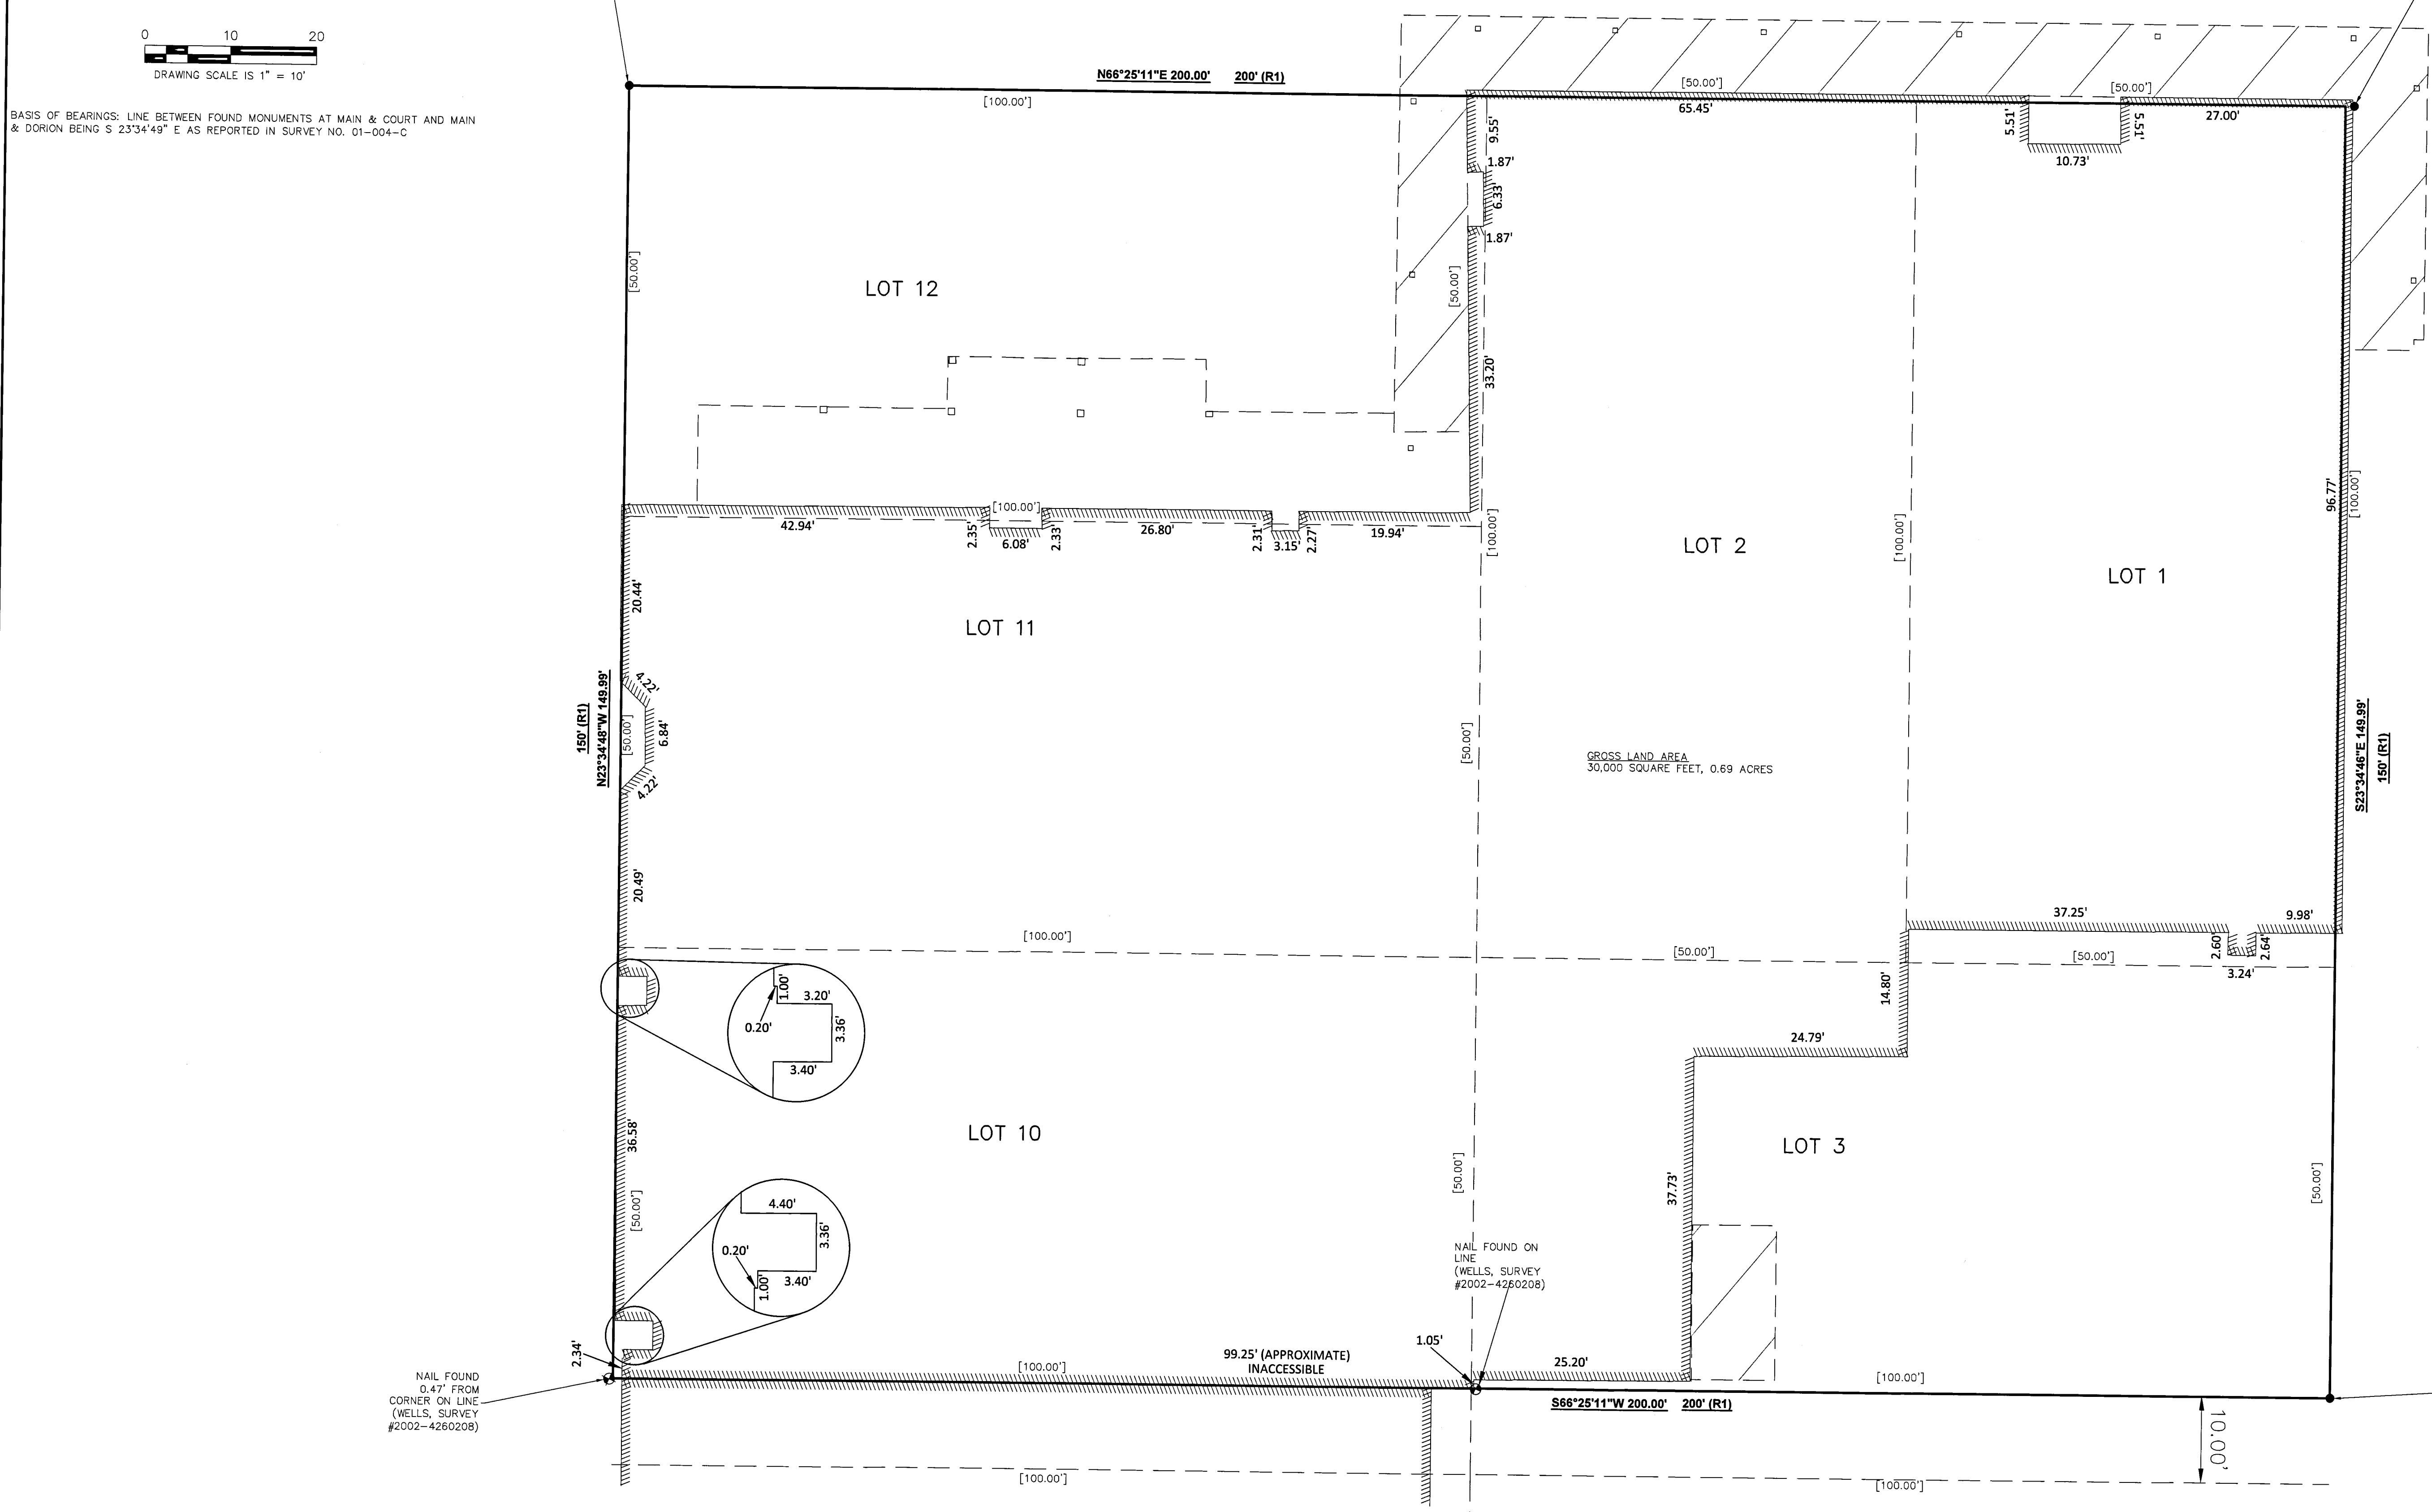 0 10 20
DRAWING SCALE IS 1" = 10'
BASIS OF BEARINGS: LINE BETWEEN FOUND MONUMENTS AT MAIN & COURT AND MAIN
& DORION BEING S 23°34'49" E AS REPORTED IN SURVEY NO. 01-004-C
N66°25'11"E 200.00' 200' (R1)
[100.00']
[50.00']
[50.00']
65.45'
27.00'
5.51'
5.51'
10.73'
9.55'
1.87'
6.33'
1.87'
[50.00']
[50.00']
LOT 12
33.20'
[100.00']
42.94'
2.35'
6.08'
2.33'
26.80'
2.31'
3.15'
2.27'
19.94'
[100.00']
[100.00']
96.77'
[100.00']
LOT 2
LOT 1
20.44'
LOT 11
4.22'
[50.00']
6.84'
4.22'
150' (R1)
N23°34'48"W 149.99'
[50.00']
GROSS LAND AREA
30,000 SQUARE FEET, 0.69 ACRES
S23°34'46"E 149.99'
150' (R1)
20.49'
[100.00']
[50.00']
[50.00']
37.25'
9.98'
2.60'
2.64'
3.24'
1.00'
3.20'
0.20'
3.36'
3.40'
14.80'
24.79'
36.58'
LOT 10
LOT 3
[50.00']
[50.00']
37.73'
[50.00']
4.40'
3.36'
0.20'
1.00'
3.40'
NAIL FOUND ON
LINE
(WELLS, SURVEY
#2002-4260208)
2.34'
[100.00']
99.25' (APPROXIMATE)
INACCESSIBLE
1.05'
25.20'
[100.00']
NAIL FOUND
0.47' FROM
CORNER ON LINE
(WELLS, SURVEY
#2002-4260208)
S66°25'11"W 200.00' 200' (R1)
10.00'
[100.00']
[100.00']